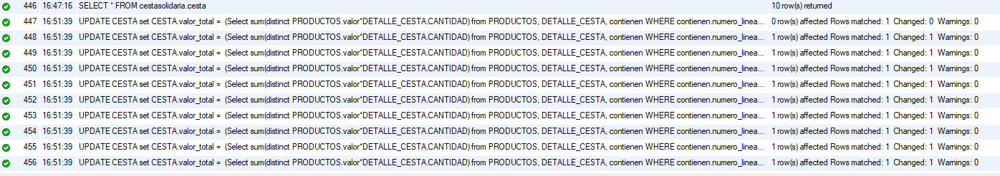 446 16:47:16 SELECT * FROM cestasolidaria.cesta 10 row(s) returned
447 16:51:39 UPDATE CESTA set CESTA.valor_total = (Select sum(distinct PRODUCTOS.valor*DETALLE_CESTA.CANTIDAD) from PRODUCTOS, DETALLE_CESTA, contienen WHERE contienen.numero_linea... 0 row(s) affected Rows matched: 1 Changed: 0 Warnings: 0
448 16:51:39 UPDATE CESTA set CESTA.valor_total = (Select sum(distinct PRODUCTOS.valor*DETALLE_CESTA.CANTIDAD) from PRODUCTOS, DETALLE_CESTA, contienen WHERE contienen.numero_linea... 1 row(s) affected Rows matched: 1 Changed: 1 Warnings: 0
449 16:51:39 UPDATE CESTA set CESTA.valor_total = (Select sum(distinct PRODUCTOS.valor*DETALLE_CESTA.CANTIDAD) from PRODUCTOS, DETALLE_CESTA, contienen WHERE contienen.numero_linea... 1 row(s) affected Rows matched: 1 Changed: 1 Warnings: 0
450 16:51:39 UPDATE CESTA set CESTA.valor_total = (Select sum(distinct PRODUCTOS.valor*DETALLE_CESTA.CANTIDAD) from PRODUCTOS, DETALLE_CESTA, contienen WHERE contienen.numero_linea... 1 row(s) affected Rows matched: 1 Changed: 1 Warnings: 0
451 16:51:39 UPDATE CESTA set CESTA.valor_total = (Select sum(distinct PRODUCTOS.valor*DETALLE_CESTA.CANTIDAD) from PRODUCTOS, DETALLE_CESTA, contienen WHERE contienen.numero_linea... 1 row(s) affected Rows matched: 1 Changed: 1 Warnings: 0
452 16:51:39 UPDATE CESTA set CESTA.valor_total = (Select sum(distinct PRODUCTOS.valor*DETALLE_CESTA.CANTIDAD) from PRODUCTOS, DETALLE_CESTA, contienen WHERE contienen.numero_linea... 1 row(s) affected Rows matched: 1 Changed: 1 Warnings: 0
453 16:51:39 UPDATE CESTA set CESTA.valor_total = (Select sum(distinct PRODUCTOS.valor*DETALLE_CESTA.CANTIDAD) from PRODUCTOS, DETALLE_CESTA, contienen WHERE contienen.numero_linea... 1 row(s) affected Rows matched: 1 Changed: 1 Warnings: 0
454 16:51:39 UPDATE CESTA set CESTA.valor_total = (Select sum(distinct PRODUCTOS.valor*DETALLE_CESTA.CANTIDAD) from PRODUCTOS, DETALLE_CESTA, contienen WHERE contienen.numero_linea... 1 row(s) affected Rows matched: 1 Changed: 1 Warnings: 0
455 16:51:39 UPDATE CESTA set CESTA.valor_total = (Select sum(distinct PRODUCTOS.valor*DETALLE_CESTA.CANTIDAD) from PRODUCTOS, DETALLE_CESTA, contienen WHERE contienen.numero_linea... 1 row(s) affected Rows matched: 1 Changed: 1 Warnings: 0
456 16:51:39 UPDATE CESTA set CESTA.valor_total = (Select sum(distinct PRODUCTOS.valor*DETALLE_CESTA.CANTIDAD) from PRODUCTOS, DETALLE_CESTA, contienen WHERE contienen.numero_linea... 1 row(s) affected Rows matched: 1 Changed: 1 Warnings: 0